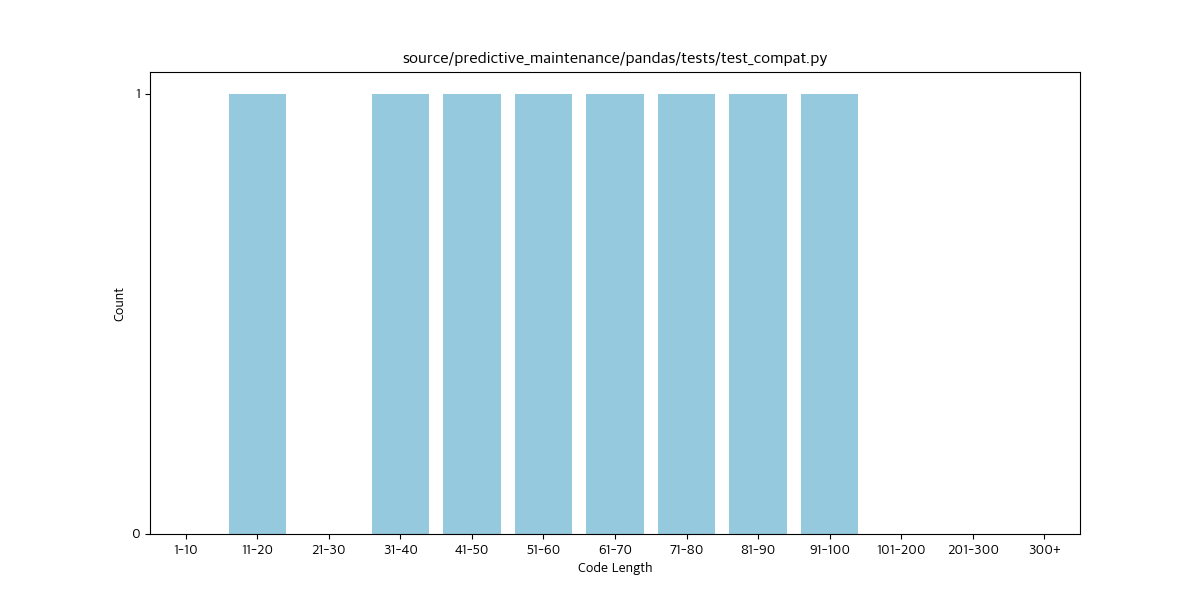 source/predictive_maintenance/pandas/tests/test_compat.py
Count
1
0
1-10 11-20 21-30 31-40 41-50 51-60 61-70 71-80 81-90 91-100 101-200 201-300 300+
Code Length